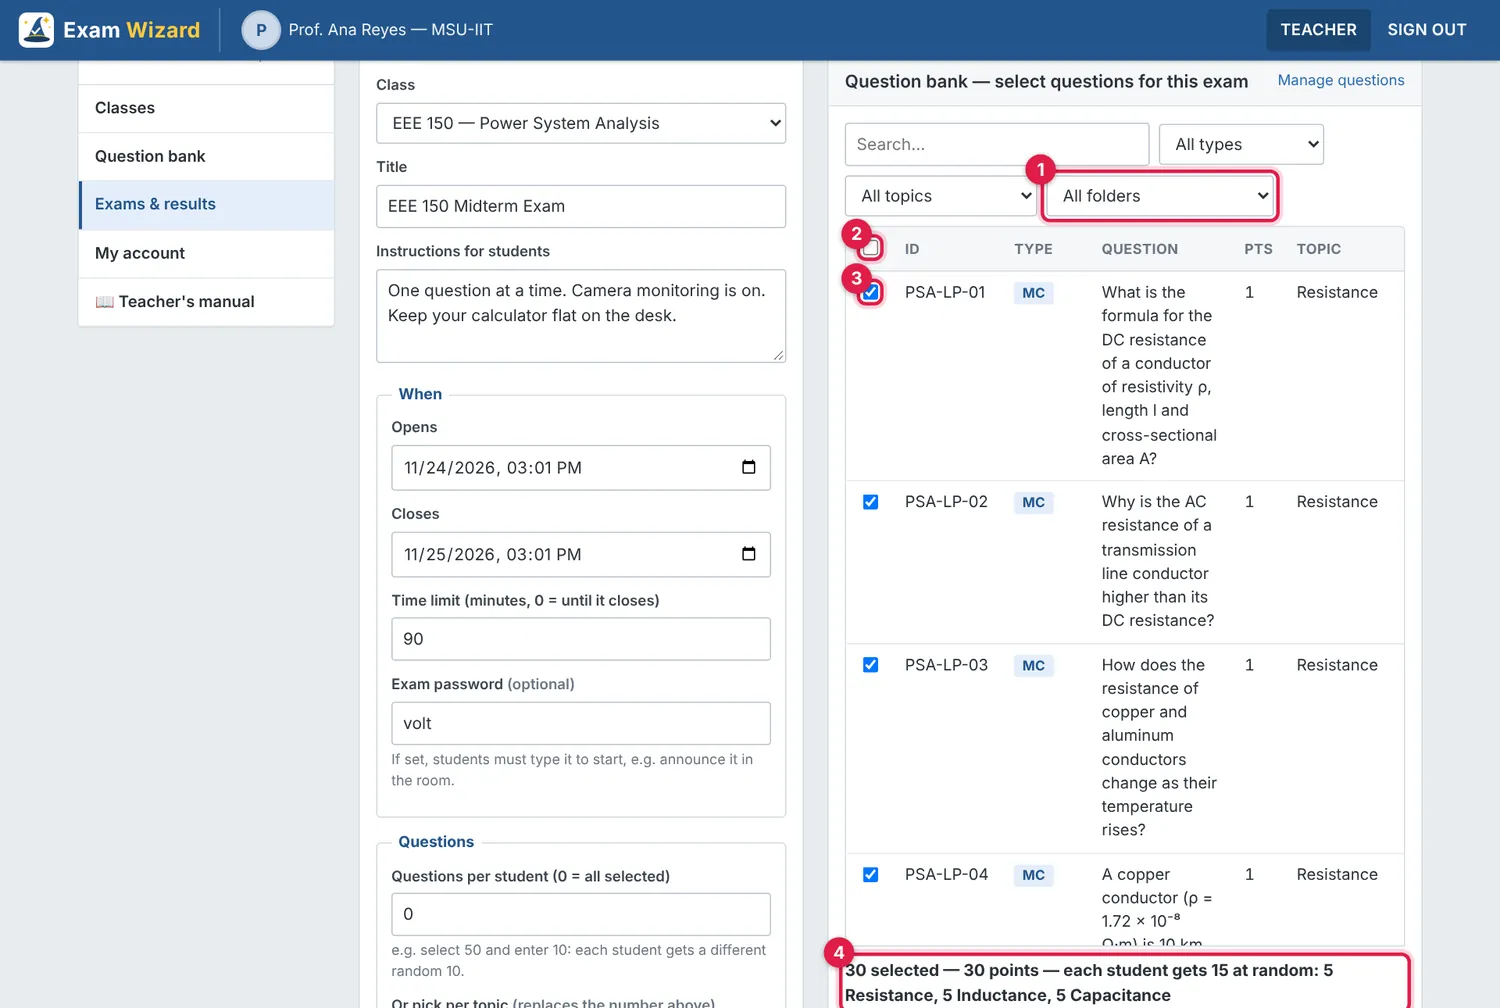 Exam Wizard
P
Prof. Ana Reyes — MSU-IIT
TEACHER
SIGN OUT
Classes
Question bank
Exams & results
My account
📖 Teacher's manual
Class
EEE 150 — Power System Analysis
Title
EEE 150 Midterm Exam
Instructions for students
One question at a time. Camera monitoring is on.
Keep your calculator flat on the desk.
When
Opens
11/24/2026, 03:01 PM
Closes
11/25/2026, 03:01 PM
Time limit (minutes, 0 = until it closes)
90
Exam password (optional)
volt
If set, students must type it to start, e.g. announce it in
the room.
Questions
Questions per student (0 = all selected)
0
e.g. select 50 and enter 10: each student gets a different
random 10.
Or pick per topic (replaces the number above)
Question bank — select questions for this exam
Manage questions
Search...
All types
1
All topics
All folders
2
ID TYPE QUESTION PTS TOPIC
3
PSA-LP-01 MC What is the 1 Resistance
formula for the
DC resistance
of a conductor
of resistivity ρ,
length l and
cross-sectional
area A?
PSA-LP-02 MC Why is the AC 1 Resistance
resistance of a
transmission
line conductor
higher than its
DC resistance?
PSA-LP-03 MC How does the 1 Resistance
resistance of
copper and
aluminum
conductors
change as their
temperature
rises?
PSA-LP-04 MC A copper 1 Resistance
conductor (ρ =
1.72 × 10⁻⁸
Ω·m) is 10 km
4
30 selected — 30 points — each student gets 15 at random: 5
Resistance, 5 Inductance, 5 Capacitance